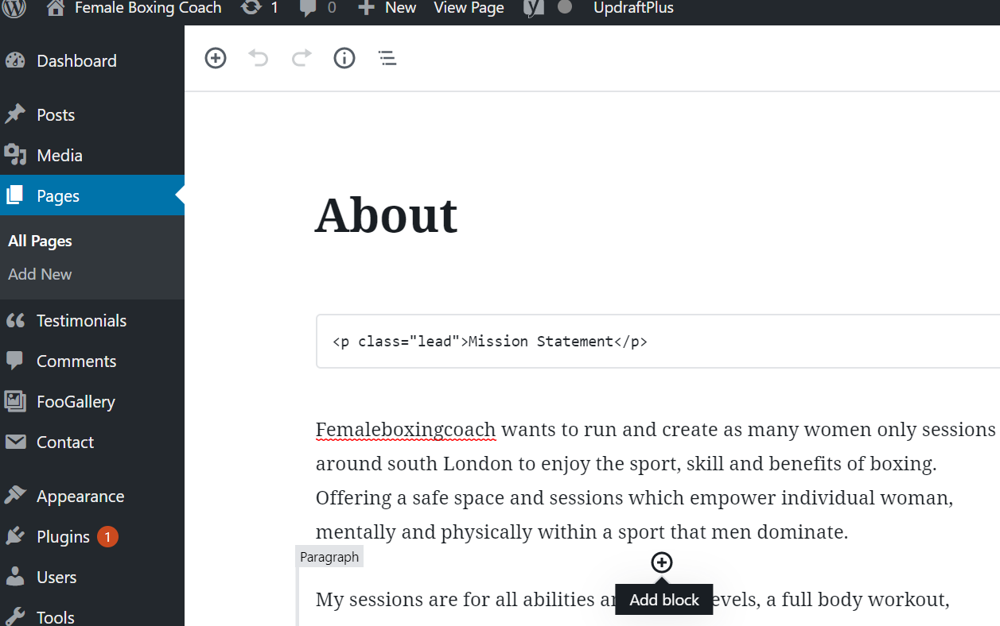 Female Boxing Coach 1 0 New View Page UpdraftPlus
Dashboard
Posts
Media
Pages
All Pages
Add New
Testimonials
Comments
FooGallery
Contact
Appearance
Plugins 1
Users
Tools
About
<p class="lead">Mission Statement</p>
Femaleboxingcoach wants to run and create as many women only sessions
around south London to enjoy the sport, skill and benefits of boxing.
Offering a safe space and sessions which empower individual woman,
mentally and physically within a sport that men dominate.
Paragraph
Add block
My sessions are for all abilities a evels, a full body workout,